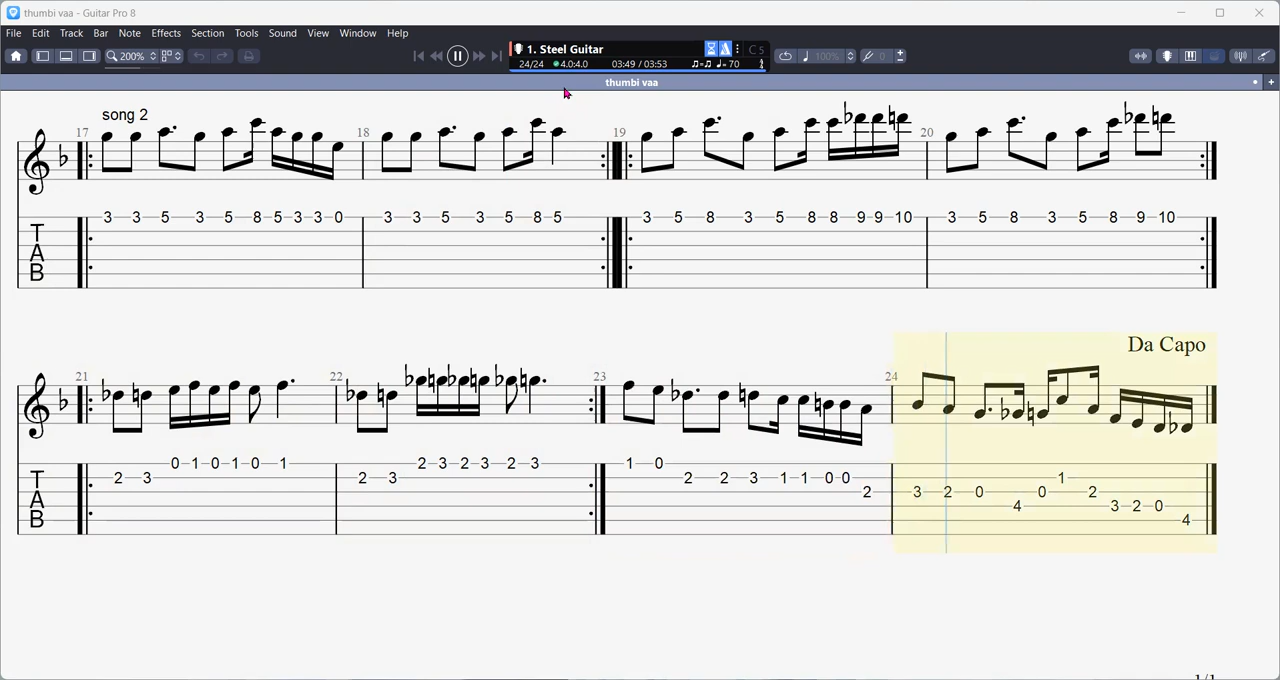 thumbi vaa - Guitar Pro 8
File Edit Track Bar Note Effects Section Tools Sound View Window Help
200% 1. Steel Guitar C5 100% 0
24/24 4.0:4.0 03:49 / 03:53 ♫=♫ ♩= 70
thumbi vaa
song 2
17 18 19 20
3 3 5 3 5 8 5 3 3 0 3 3 5 3 5 8 5 3 5 8 3 5 8 8 9 9 10 3 5 8 3 5 8 9 10
T
A
B
Da Capo
21 22 23 24
0 1 0 1 0 1 2 3 2 3 2 3 1 0
T 2 3 2 3 2 2 3 1 1 0 0 1
2 3 2 0 0 2
A 4 3 2 0
B 4
1/1